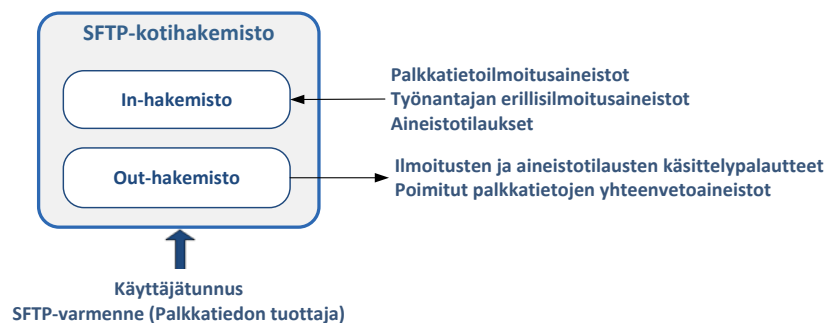 SFTP-kotihakemisto
In-hakemisto
Palkkatietoilmoitusaineistot
Työnantajan erillisilmoitusaineistot
Aineistotilaukset
Out-hakemisto
Ilmoitusten ja aineistotilausten käsittelypalautteet
Poimitut palkkatietojen yhteenvetoaineistot
Käyttäjätunnus
SFTP-varmenne (Palkkatiedon tuottaja)